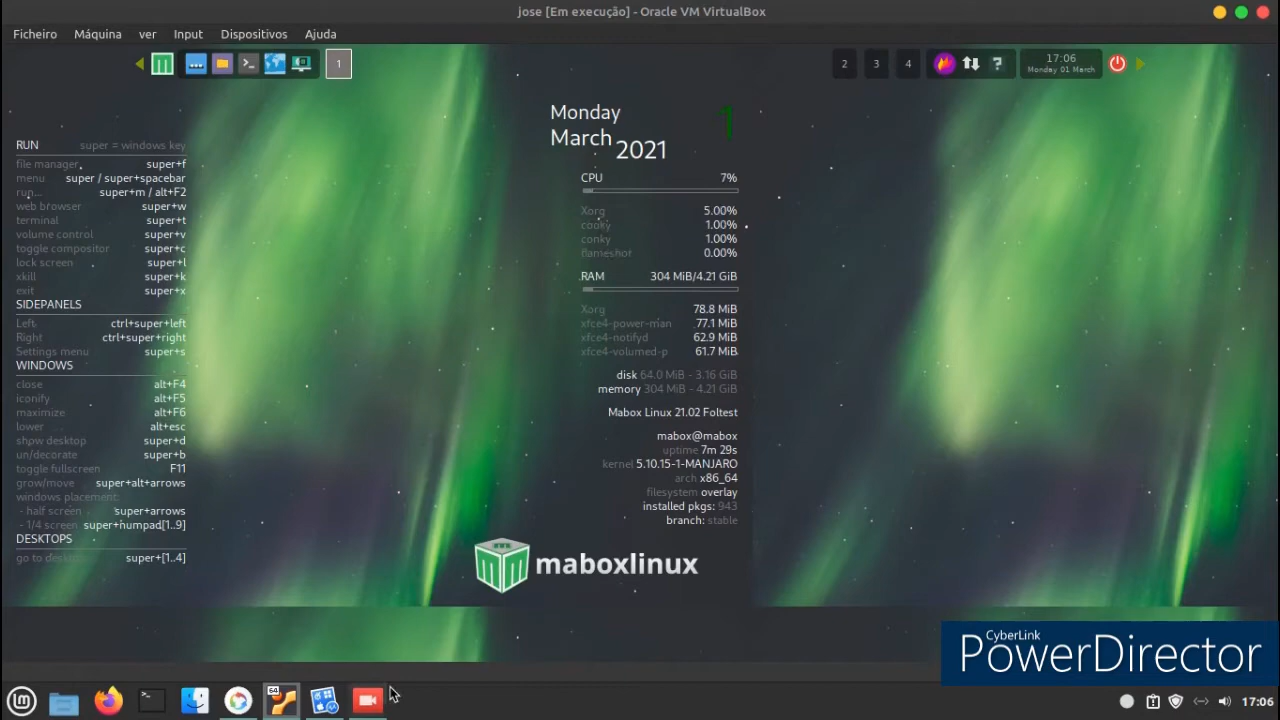 jose [Em execução] - Oracle VM VirtualBox
Ficheiro Máquina ver Input Dispositivos Ajuda
1
2 3 4 ? 17:06
Monday 01 March
RUN super = windows key
file manager super+f
menu super / super+spacebar
run... super+m / alt+F2
web browser super+w
terminal super+t
volume control super+v
toggle compositor super+c
lock screen super+l
xkill super+k
exit super+x
SIDEPANELS
Left ctrl+super+left
Right ctrl+super+right
Settings menu super+s
WINDOWS
close alt+F4
iconify alt+F5
maximize alt+F6
lower alt+esc
show desktop super+d
un/decorate super+b
toggle fullscreen F11
grow/move super+alt+arrows
windows placement:
- half screen super+arrows
- 1/4 screen super+numpad[1..9]
DESKTOPS
go to desktop super+[1..4]
Monday 1
March
2021
CPU 7%
Xorg 5.00%
conky 1.00%
conky 1.00%
flameshot 0.00%
RAM 304 MiB/4.21 GiB
Xorg 78.8 MiB
xfce4-power-man 77.1 MiB
xfce4-notifyd 62.9 MiB
xfce4-volumed-p 61.7 MiB
disk 64.0 MiB - 3.16 GiB
memory 304 MiB - 4.21 GiB
Mabox Linux 21.02 Foltest
mabox@mabox
uptime 7m 29s
kernel 5.10.15-1-MANJARO
arch x86_64
filesystem overlay
installed pkgs: 943
branch: stable
maboxlinux
CyberLink
PowerDirector
64
17:06